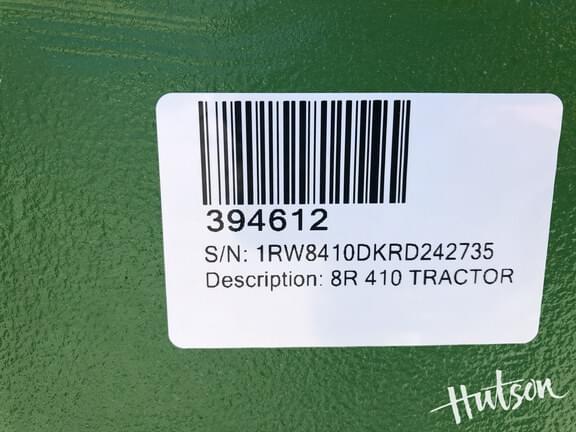 394612
S/N: 1RW8410DKRD242735
Description: 8R 410 TRACTOR
Hutson